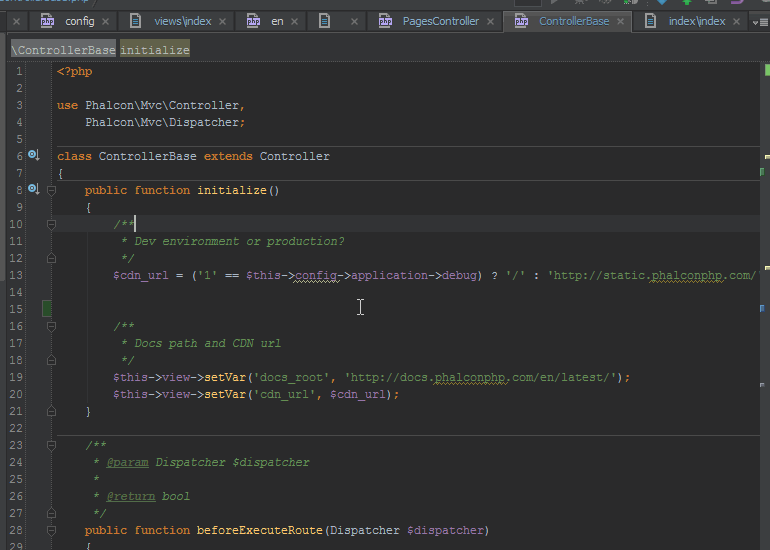 config views\index en PagesController ControllerBase index\index
\ControllerBase initialize
1 <?php
2
3 use Phalcon\Mvc\Controller,
4 Phalcon\Mvc\Dispatcher;
5
6 class ControllerBase extends Controller
7 {
8 public function initialize()
9 {
10 /**
11 * Dev environment or production?
12 */
13 $cdn_url = ('1' == $this->config->application->debug) ? '/' : 'http://static.phalconphp.com/
14
15
16 /**
17 * Docs path and CDN url
18 */
19 $this->view->setVar('docs_root', 'http://docs.phalconphp.com/en/latest/');
20 $this->view->setVar('cdn_url', $cdn_url);
21 }
22
23 /**
24 * @param Dispatcher $dispatcher
25 *
26 * @return bool
27 */
28 public function beforeExecuteRoute(Dispatcher $dispatcher)
29 {